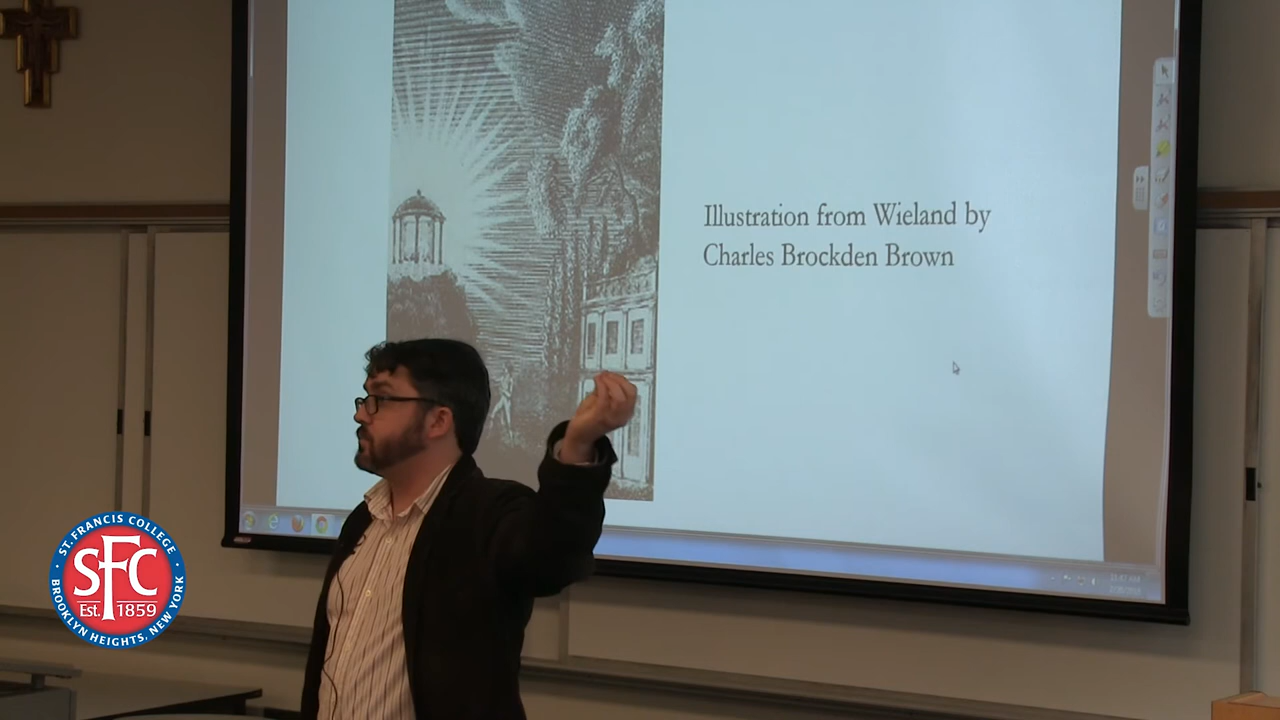 Illustration from Wieland by
Charles Brockden Brown
ST. FRANCIS COLLEGE
SFC
Est. 1859
BROOKLYN HEIGHTS, NEW YORK